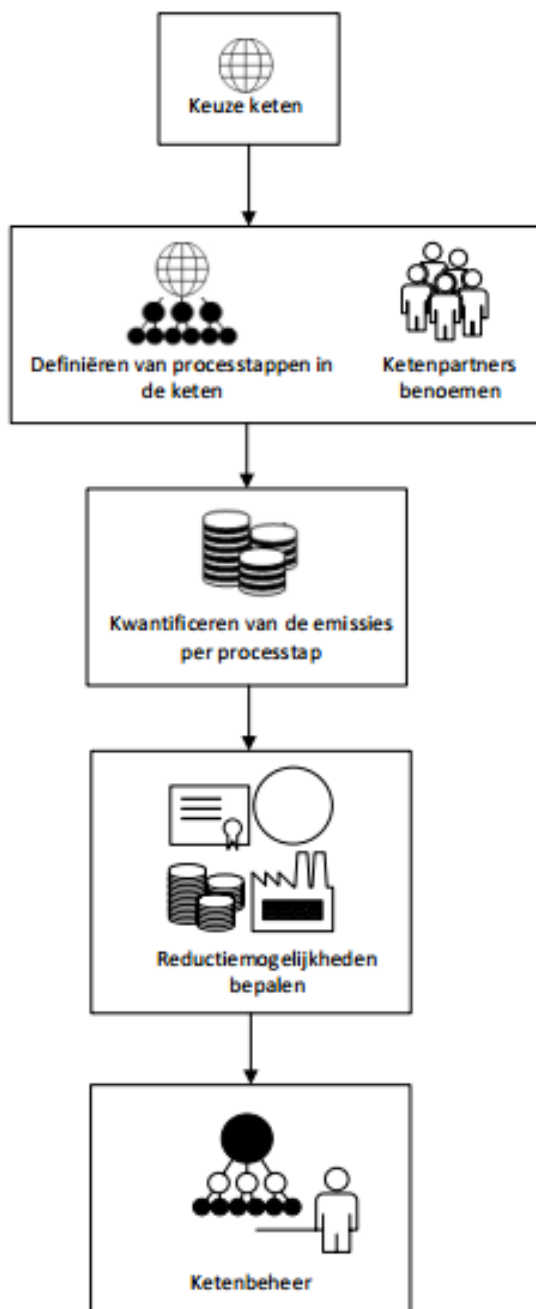 Keuze keten
Definiëren van processtappen in
de keten
Ketenpartners
benoemen
Kwantificeren van de emissies
per processtap
Reductiemogelijkheden
bepalen
Ketenbeheer